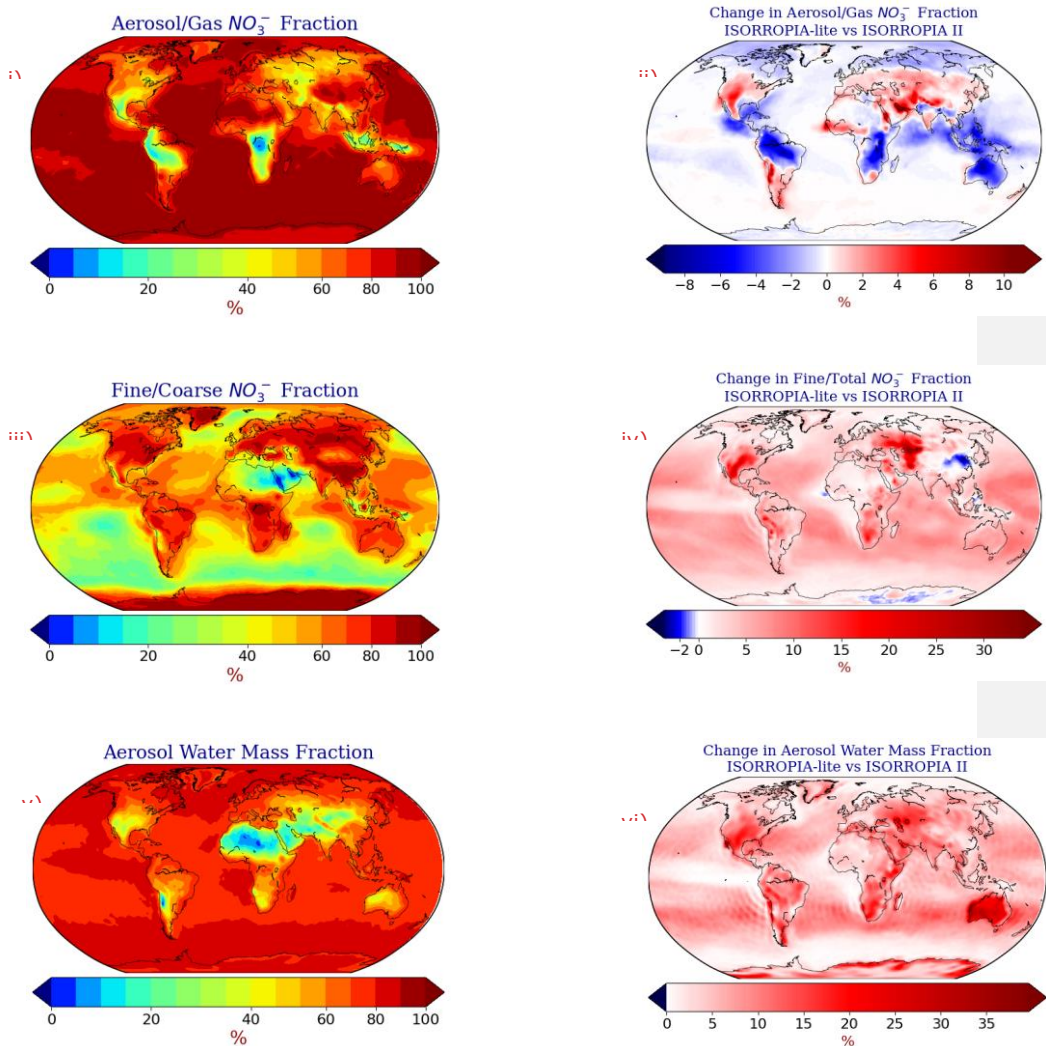 Aerosol/Gas NO₃⁻ Fraction
i)
0 20 40 60 80 100
%
Change in Aerosol/Gas NO₃⁻ Fraction
ISORROPIA-lite vs ISORROPIA II
ii)
−8 −6 −4 −2 0 2 4 6 8 10
%
Fine/Coarse NO₃⁻ Fraction
iii)
0 20 40 60 80 100
%
Change in Fine/Total NO₃⁻ Fraction
ISORROPIA-lite vs ISORROPIA II
iv)
−2 0 5 10 15 20 25 30
%
Aerosol Water Mass Fraction
v)
0 20 40 60 80 100
%
Change in Aerosol Water Mass Fraction
ISORROPIA-lite vs ISORROPIA II
vi)
0 5 10 15 20 25 30 35
%